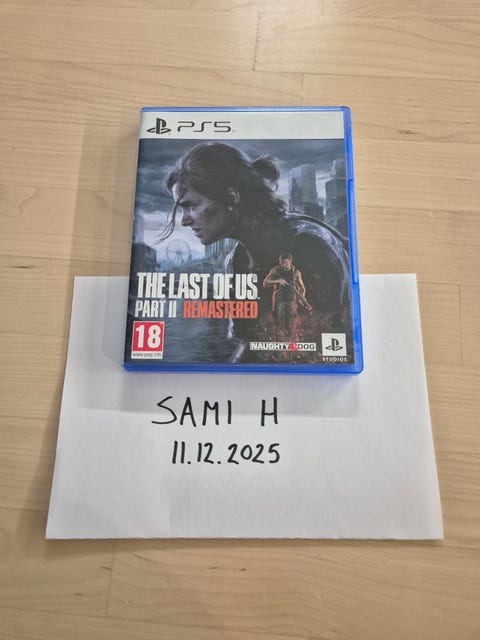 PS5
THE LAST OF US
PART II REMASTERED
18
www.pegi.info
NAUGHTY DOG
STUDIOS
SAMI H
11.12.2025